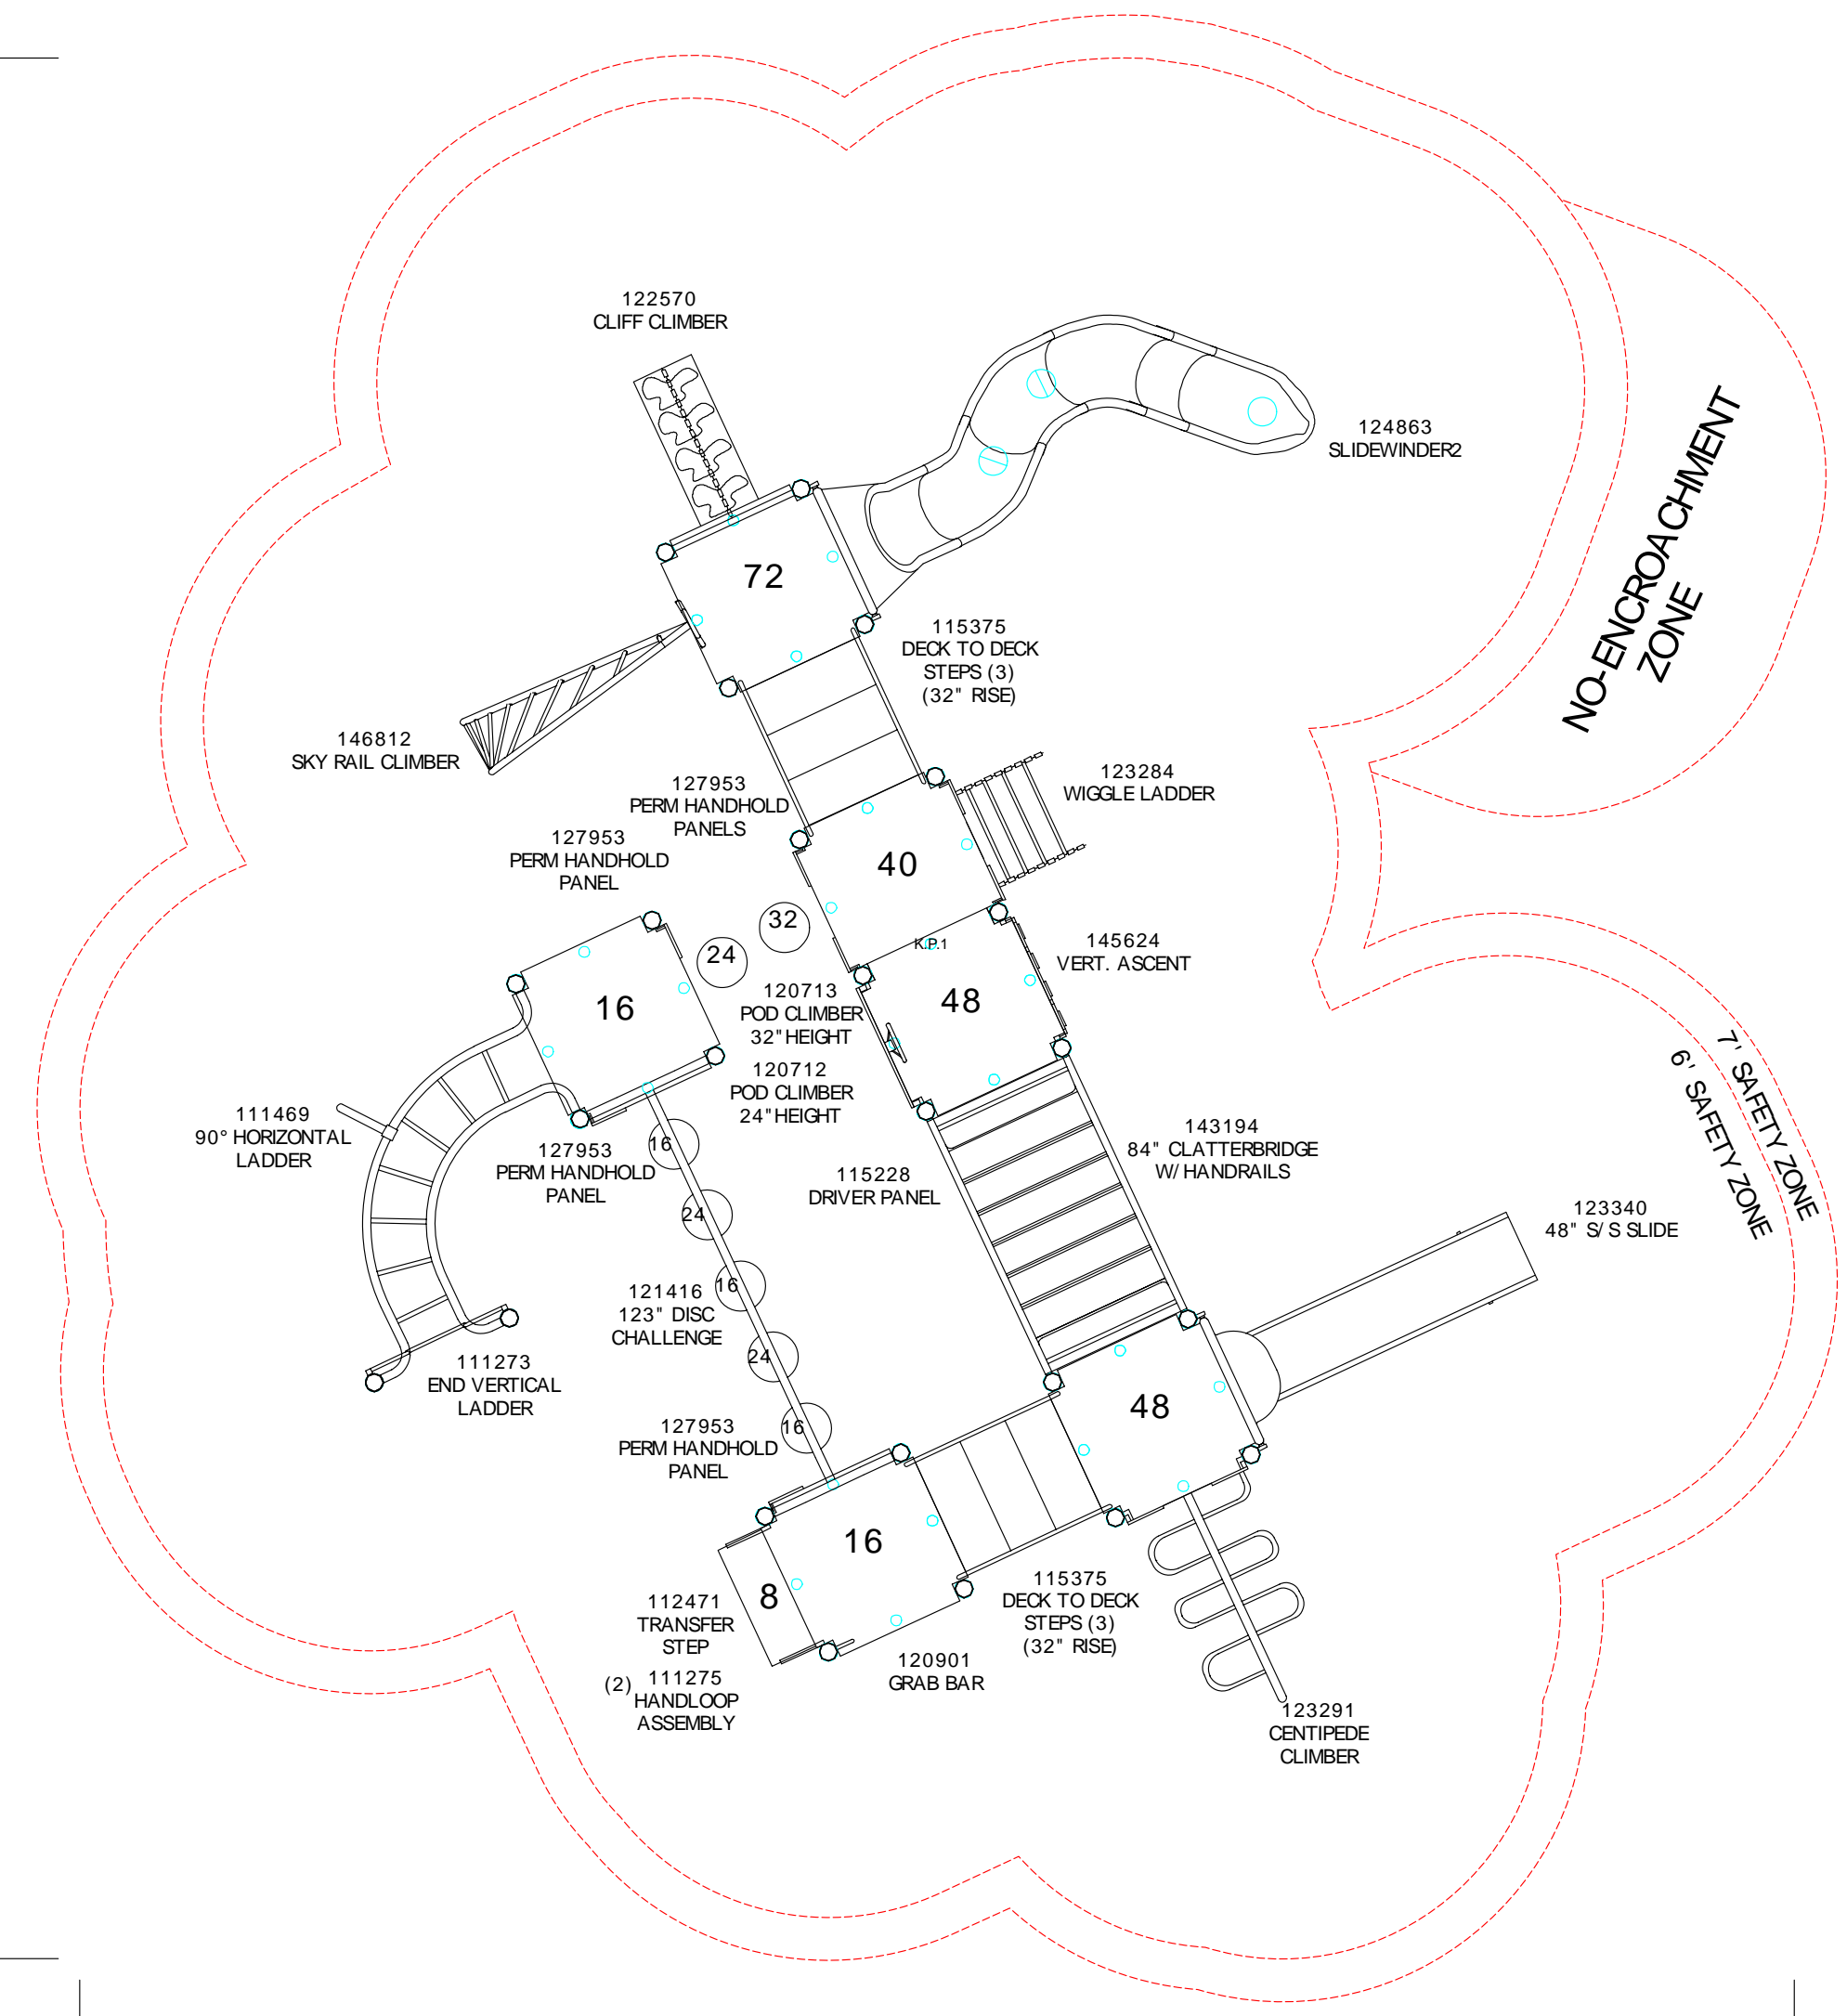 122570
CLIFF CLIMBER
124863
SLIDEWINDER2
NO-ENCROACHMENT
ZONE
72
115375
DECK TO DECK
STEPS (3)
(32" RISE)
146812
SKY RAIL CLIMBER
127953
PERM HANDHOLD
PANELS
123284
WIGGLE LADDER
127953
PERM HANDHOLD
PANEL
40
32
24
K.P.1
145624
VERT. ASCENT
16
48
120713
POD CLIMBER
32"HEIGHT
120712
POD CLIMBER
24"HEIGHT
7' SAFETY ZONE
6' SAFETY ZONE
111469
90° HORIZONTAL
LADDER
127953
PERM HANDHOLD
PANEL
16
24
16
24
16
115228
DRIVER PANEL
143194
84" CLATTERBRIDGE
W/ HANDRAILS
123340
48" S/S SLIDE
121416
123" DISC
CHALLENGE
111273
END VERTICAL
LADDER
127953
PERM HANDHOLD
PANEL
48
16
8
112471
TRANSFER
STEP
(2) 111275
HANDLOOP
ASSEMBLY
120901
GRAB BAR
115375
DECK TO DECK
STEPS (3)
(32" RISE)
123291
CENTIPEDE
CLIMBER